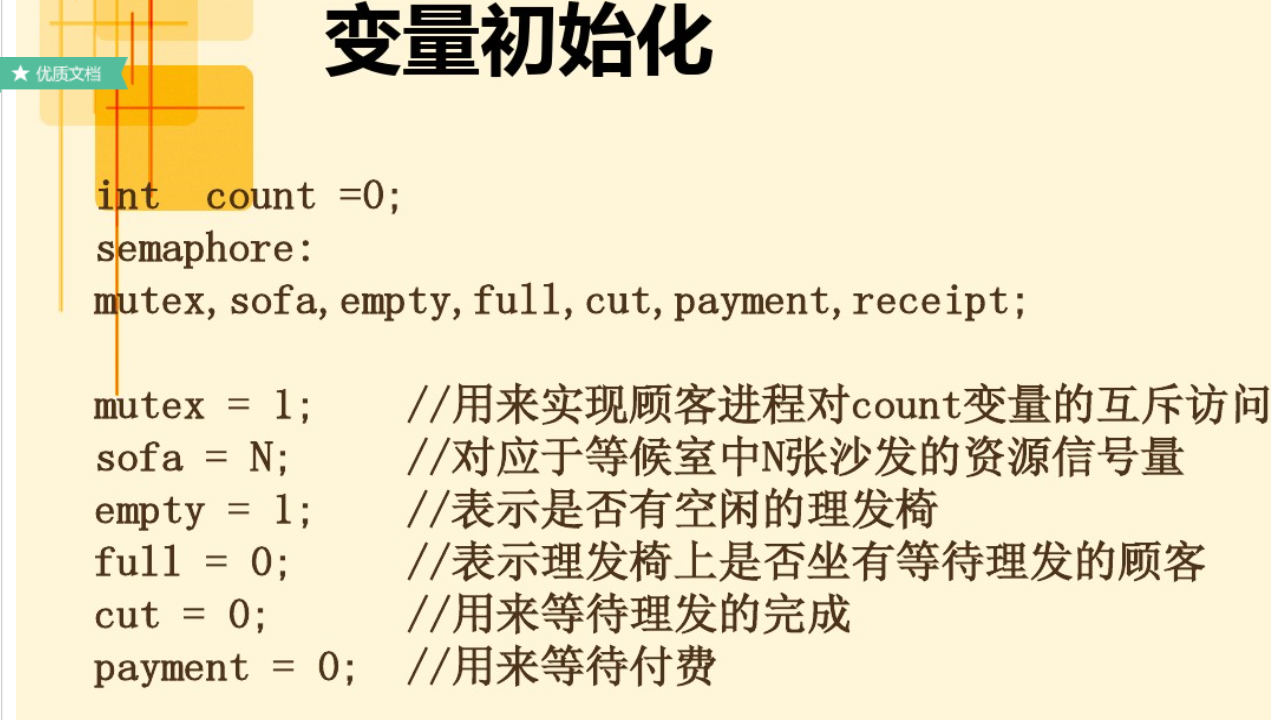 变量初始化
优质文档
int  count =0;
semaphore:
mutex,sofa,empty,full,cut,payment,receipt;
mutex = 1;    //用来实现顾客进程对count变量的互斥访问
sofa = N;     //对应于等候室中N张沙发的资源信号量
empty = 1;    //表示是否有空闲的理发椅
full = 0;     //表示理发椅上是否坐有等待理发的顾客
cut = 0;      //用来等待理发的完成
payment = 0;  //用来等待付费